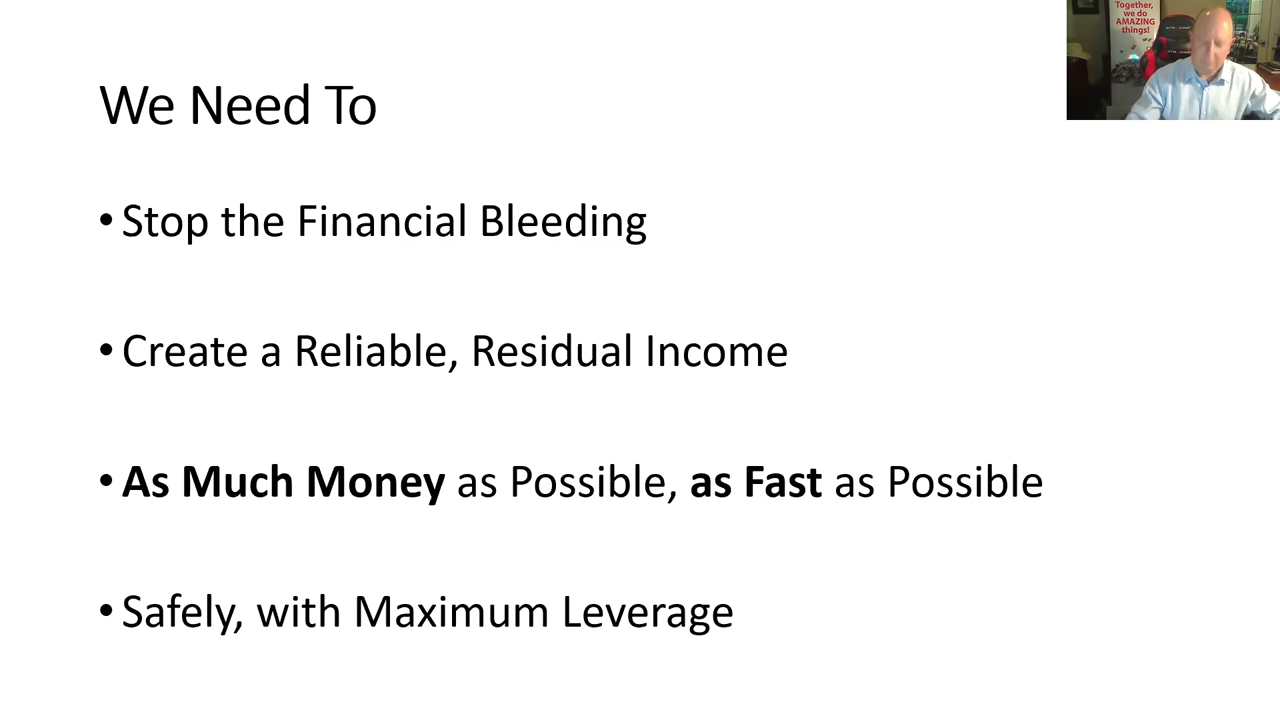 Together,
we do
AMAZING
things!
We Need To
• Stop the Financial Bleeding
• Create a Reliable, Residual Income
• As Much Money as Possible, as Fast as Possible
• Safely, with Maximum Leverage